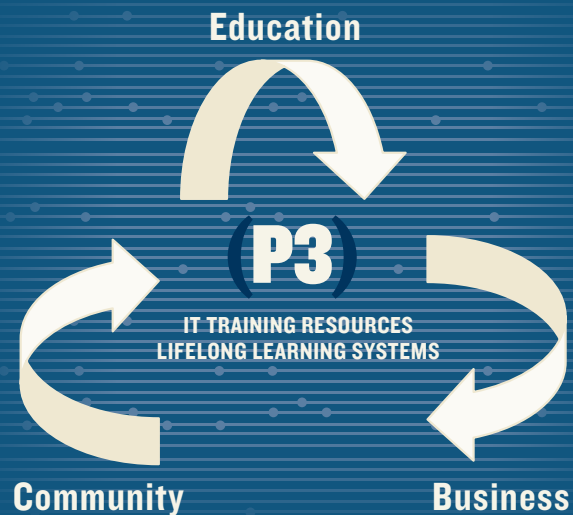 Education
(P3)
IT TRAINING RESOURCES
LIFELONG LEARNING SYSTEMS
Community
Business